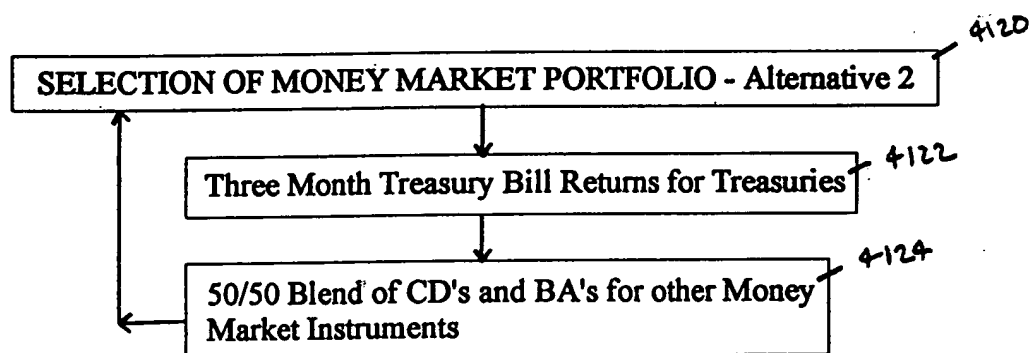 4120
SELECTION OF MONEY MARKET PORTFOLIO - Alternative 2
4122
Three Month Treasury Bill Returns for Treasuries
4124
50/50 Blend of CD's and BA's for other Money
Market Instruments